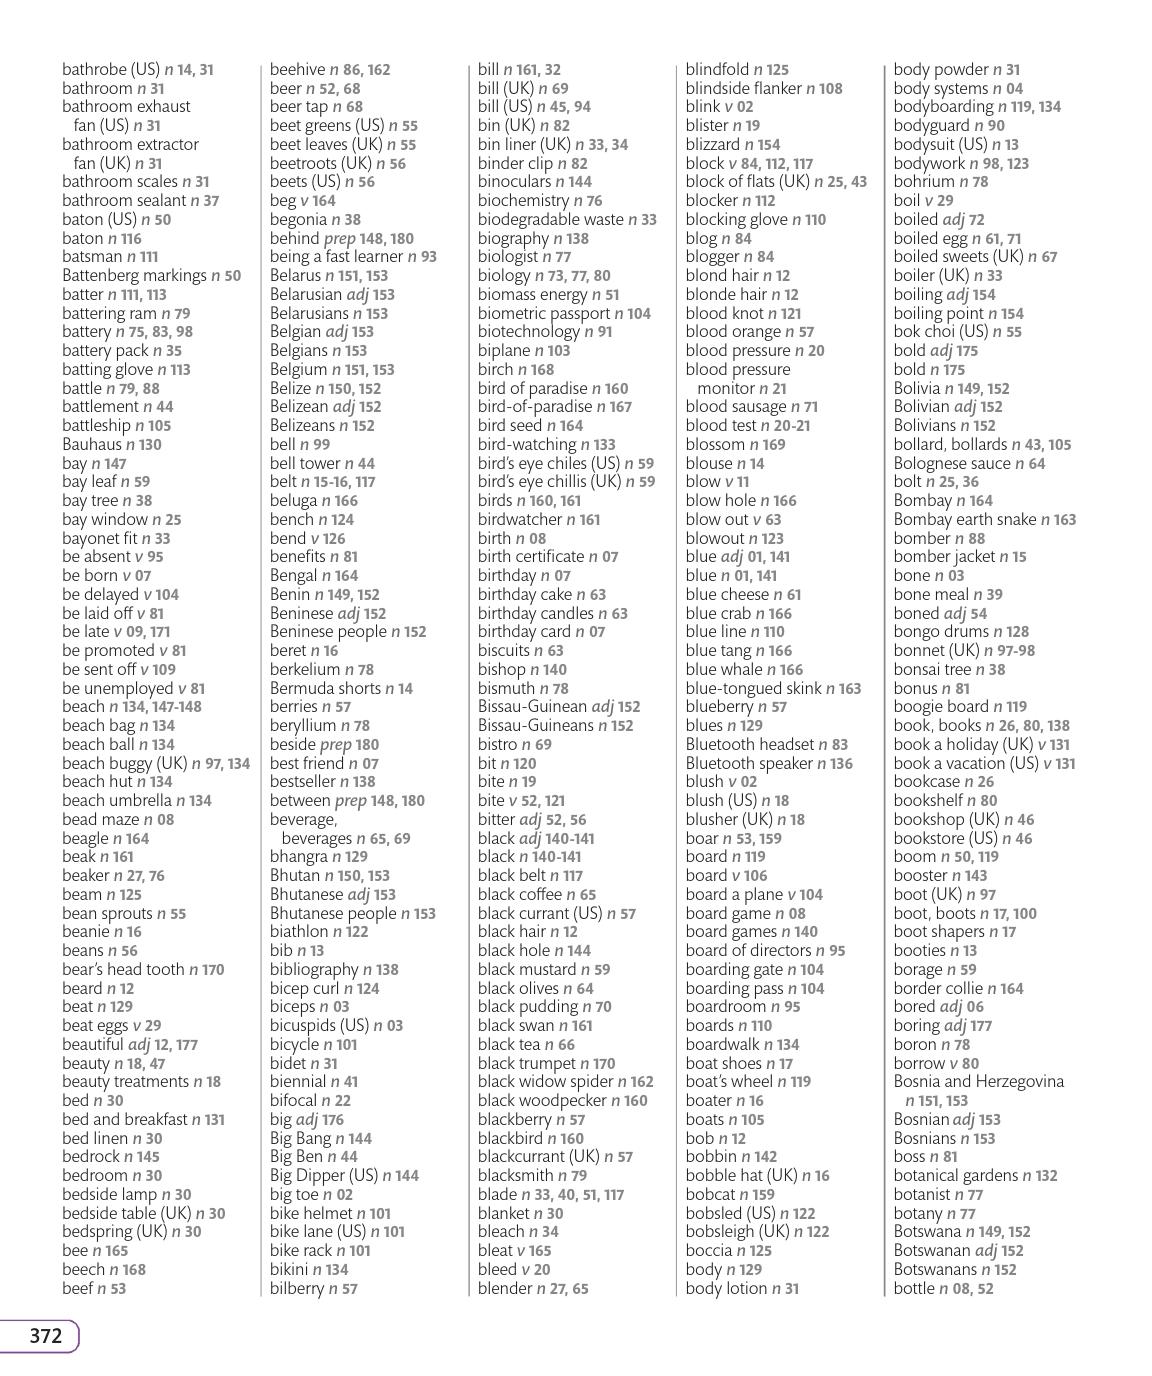 bathrobe (US) n 14, 31
bathroom n 31
bathroom exhaust
fan (US) n 31
bathroom extractor
fan (UK) n 31
bathroom scales n 31
bathroom sealant n 37
baton (US) n 50
baton n 116
batsman n 111
Battenberg markings n 50
batter n 111, 113
battering ram n 79
battery n 75, 83, 98
battery pack n 35
batting glove n 113
battle n 79, 88
battlement n 44
battleship n 105
Bauhaus n 130
bay n 147
bay leaf n 59
bay tree n 38
bay window n 25
bayonet fit n 33
be absent v 95
be born v 07
be delayed v 104
be laid off v 81
be late v 09, 171
be promoted v 81
be sent off v 109
be unemployed v 81
beach n 134, 147-148
beach bag n 134
beach ball n 134
beach buggy (UK) n 97, 134
beach hut n 134
beach umbrella n 134
bead maze n 08
beagle n 164
beak n 161
beaker n 27, 76
beam n 125
bean sprouts n 55
beanie n 16
beans n 56
bear's head tooth n 170
beard n 12
beat n 129
beat eggs v 29
beautiful adj 12, 177
beauty n 18, 47
beauty treatments n 18
bed n 30
bed and breakfast n 131
bed linen n 30
bedrock n 145
bedroom n 30
bedside lamp n 30
bedside table (UK) n 30
bedspring (UK) n 30
bee n 165
beech n 168
beef n 53
beehive n 86, 162
beer n 52, 68
beer tap n 68
beet greens (US) n 55
beet leaves (UK) n 55
beetroots (UK) n 56
beets (US) n 56
beg v 164
begonia n 38
behind prep 148, 180
being a fast learner n 93
Belarus n 151, 153
Belarusian adj 153
Belarusians n 153
Belgian adj 153
Belgians n 153
Belgium n 151, 153
Belize n 150, 152
Belizean adj 152
Belizeans n 152
bell n 99
bell tower n 44
belt n 15-16, 117
beluga n 166
bench n 124
bend v 126
benefits n 81
Bengal n 164
Benin n 149, 152
Beninese adj 152
Beninese people n 152
beret n 16
berkelium n 78
Bermuda shorts n 14
berries n 57
beryllium n 78
beside prep 180
best friend n 07
bestseller n 138
between prep 148, 180
beverage,
beverages n 65, 69
bhangra n 129
Bhutan n 150, 153
Bhutanese adj 153
Bhutanese people n 153
biathlon n 122
bib n 13
bibliography n 138
bicep curl n 124
biceps n 03
bicuspids (US) n 03
bicycle n 101
bidet n 31
biennial n 41
bifocal n 22
big adj 176
Big Bang n 144
Big Ben n 44
Big Dipper (US) n 144
big toe n 02
bike helmet n 101
bike lane (US) n 101
bike rack n 101
bikini n 134
bilberry n 57
bill n 161, 32
bill (UK) n 69
bill (US) n 45, 94
bin (UK) n 82
bin liner (UK) n 33, 34
binder clip n 82
binoculars n 144
biochemistry n 76
biodegradable waste n 33
biography n 138
biologist n 77
biology n 73, 77, 80
biomass energy n 51
biometric passport n 104
biotechnology n 91
biplane n 103
birch n 168
bird of paradise n 160
bird-of-paradise n 167
bird seed n 164
bird-watching n 133
bird's eye chiles (US) n 59
bird's eye chillis (UK) n 59
birds n 160, 161
birdwatcher n 161
birth n 08
birth certificate n 07
birthday n 07
birthday cake n 63
birthday candles n 63
birthday card n 07
biscuits n 63
bishop n 140
bismuth n 78
Bissau-Guinean adj 152
Bissau-Guineans n 152
bistro n 69
bit n 120
bite n 19
bite v 52, 121
bitter adj 52, 56
black adj 140-141
black n 140-141
black belt n 117
black coffee n 65
black currant (US) n 57
black hair n 12
black hole n 144
black mustard n 59
black olives n 64
black pudding n 70
black swan n 161
black tea n 66
black trumpet n 170
black widow spider n 162
black woodpecker n 160
blackberry n 57
blackbird n 160
blackcurrant (UK) n 57
blacksmith n 79
blade n 33, 40, 51, 117
blanket n 30
bleach n 34
bleat v 165
bleed v 20
blender n 27, 65
blindfold n 125
blindside flanker n 108
blink v 02
blister n 19
blizzard n 154
block v 84, 112, 117
block of flats (UK) n 25, 43
blocker n 112
blocking glove n 110
blog n 84
blogger n 84
blond hair n 12
blonde hair n 12
blood knot n 121
blood orange n 57
blood pressure n 20
blood pressure
monitor n 21
blood sausage n 71
blood test n 20-21
blossom n 169
blouse n 14
blow v 11
blow hole n 166
blow out v 63
blowout n 123
blue adj 01, 141
blue n 01, 141
blue cheese n 61
blue crab n 166
blue line n 110
blue tang n 166
blue whale n 166
blue-tongued skink n 163
blueberry n 57
blues n 129
Bluetooth headset n 83
Bluetooth speaker n 136
blush v 02
blush (US) n 18
blusher (UK) n 18
boar n 53, 159
board n 119
board v 106
board a plane v 104
board game n 08
board games n 140
board of directors n 95
boarding gate n 104
boarding pass n 104
boardroom n 95
boards n 110
boardwalk n 134
boat shoes n 17
boat's wheel n 119
boater n 16
boats n 105
bob n 12
bobbin n 142
bobble hat (UK) n 16
bobcat n 159
bobsled (US) n 122
bobsleigh (UK) n 122
boccia n 125
body n 129
body lotion n 31
body powder n 31
body systems n 04
bodyboarding n 119, 134
bodyguard n 90
bodysuit (US) n 13
bodywork n 98, 123
bohrium n 78
boil v 29
boiled adj 72
boiled egg n 61, 71
boiled sweets (UK) n 67
boiler (UK) n 33
boiling adj 154
boiling point n 154
bok choi (US) n 55
bold adj 175
bold n 175
Bolivia n 149, 152
Bolivian adj 152
Bolivians n 152
bollard, bollards n 43, 105
Bolognese sauce n 64
bolt n 25, 36
Bombay n 164
Bombay earth snake n 163
bomber n 88
bomber jacket n 15
bone n 03
bone meal n 39
boned adj 54
bongo drums n 128
bonnet (UK) n 97-98
bonsai tree n 38
bonus n 81
boogie board n 119
book, books n 26, 80, 138
book a holiday (UK) v 131
book a vacation (US) v 131
bookcase n 26
bookshelf n 80
bookshop (UK) n 46
bookstore (US) n 46
boom n 50, 119
booster n 143
boot (UK) n 97
boot, boots n 17, 100
boot shapers n 17
booties n 13
borage n 59
border collie n 164
bored adj 06
boring adj 177
boron n 78
borrow v 80
Bosnia and Herzegovina
n 151, 153
Bosnian adj 153
Bosnians n 153
boss n 81
botanical gardens n 132
botanist n 77
botany n 77
Botswana n 149, 152
Botswanan adj 152
Botswanans n 152
bottle n 08, 52
372